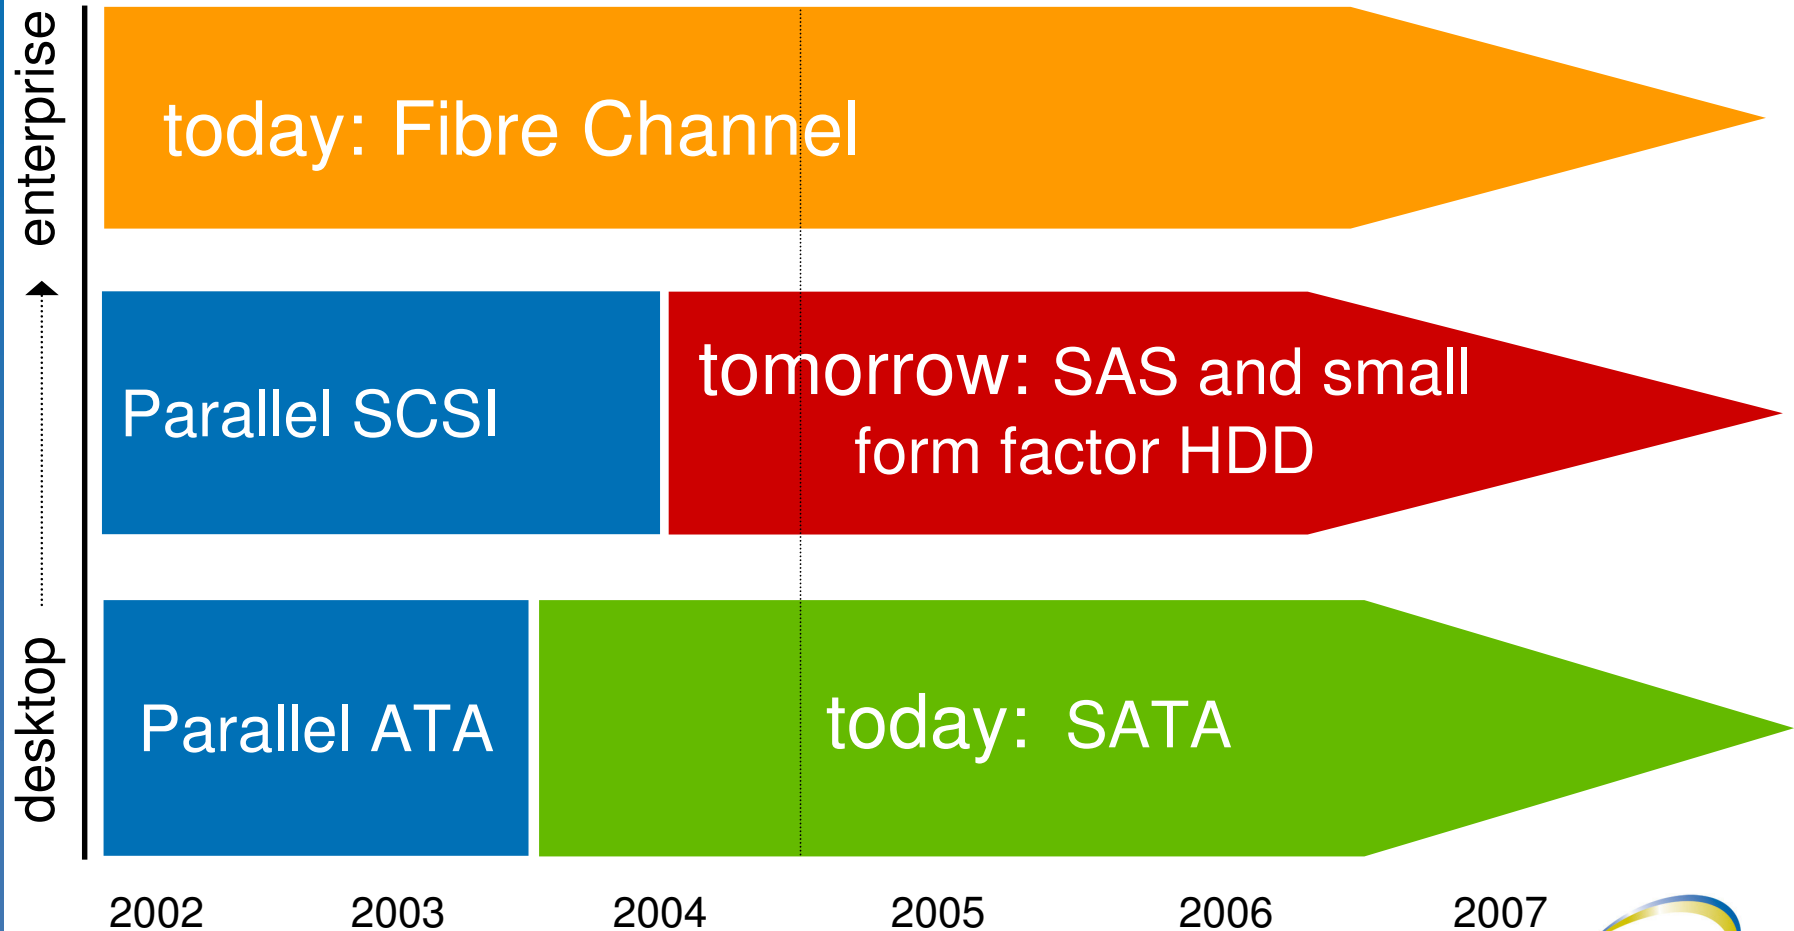 enterprise
today: Fibre Channel
Parallel SCSI
tomorrow: SAS and small
form factor HDD
desktop
Parallel ATA
today: SATA
2002 2003 2004 2005 2006 2007